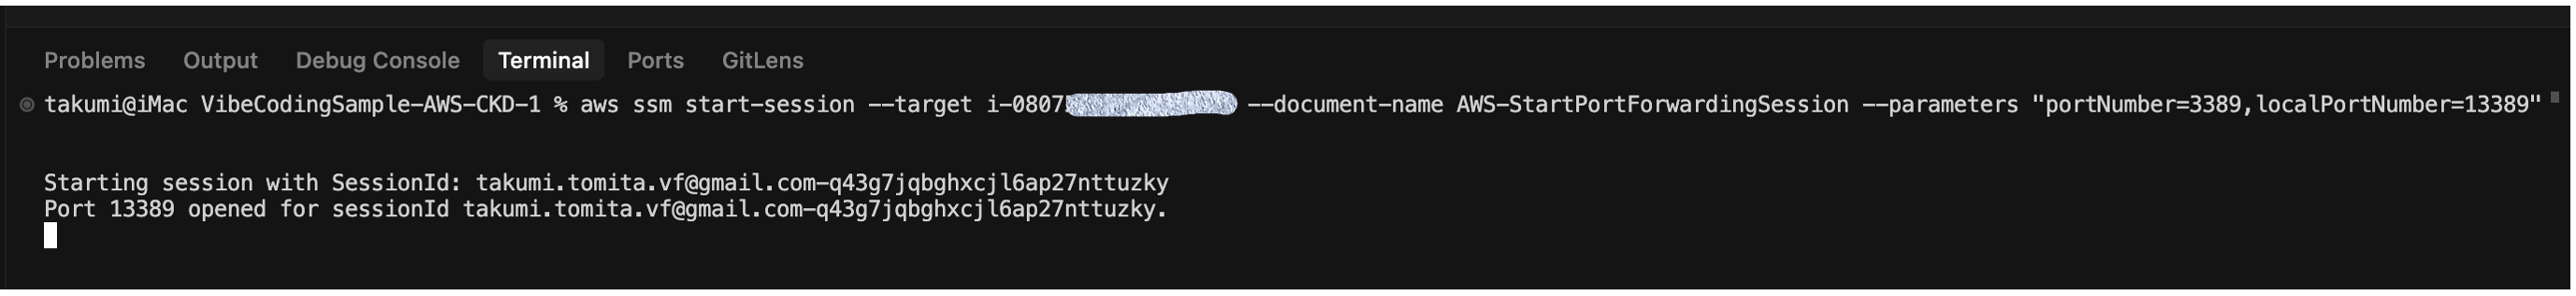 Problems Output Debug Console Terminal Ports GitLens
takumi@iMac VibeCodingSample-AWS-CKD-1 % aws ssm start-session --target i-0807 --document-name AWS-StartPortForwardingSession --parameters "portNumber=3389,localPortNumber=13389"
Starting session with SessionId: takumi.tomita.vf@gmail.com-q43g7jqbghxcjl6ap27nttuzky
Port 13389 opened for sessionId takumi.tomita.vf@gmail.com-q43g7jqbghxcjl6ap27nttuzky.